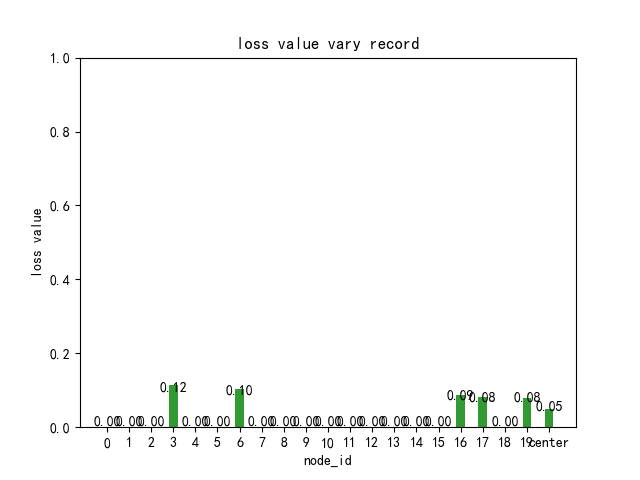 loss value vary record
1.0
0.8
0.6
0.4
0.2
0.0
loss value
0.00 0.00 0.00 0.12 0.00 0.00 0.10 0.00 0.00 0.00 0.00 0.00 0.00 0.00 0.00 0.00 0.09 0.08 0.00 0.08 0.05
0 1 2 3 4 5 6 7 8 9 10 11 12 13 14 15 16 17 18 19 center
node_id